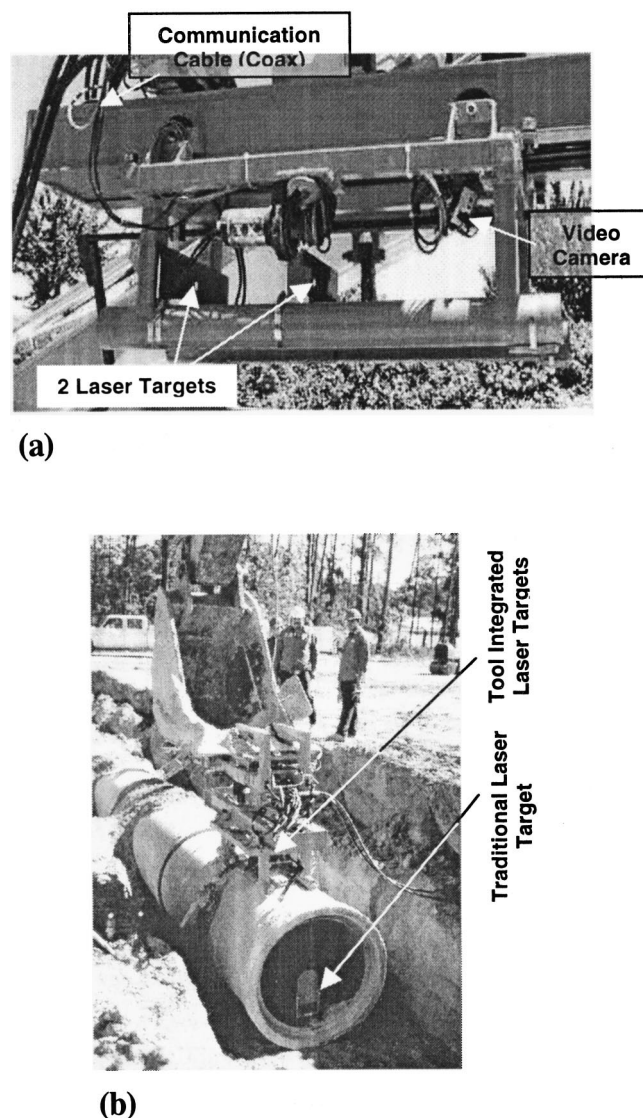 Communication
Cable (Coax)
Video
Camera
2 Laser Targets
(a)
Tool Integrated
Laser Targets
Traditional Laser
Target
(b)